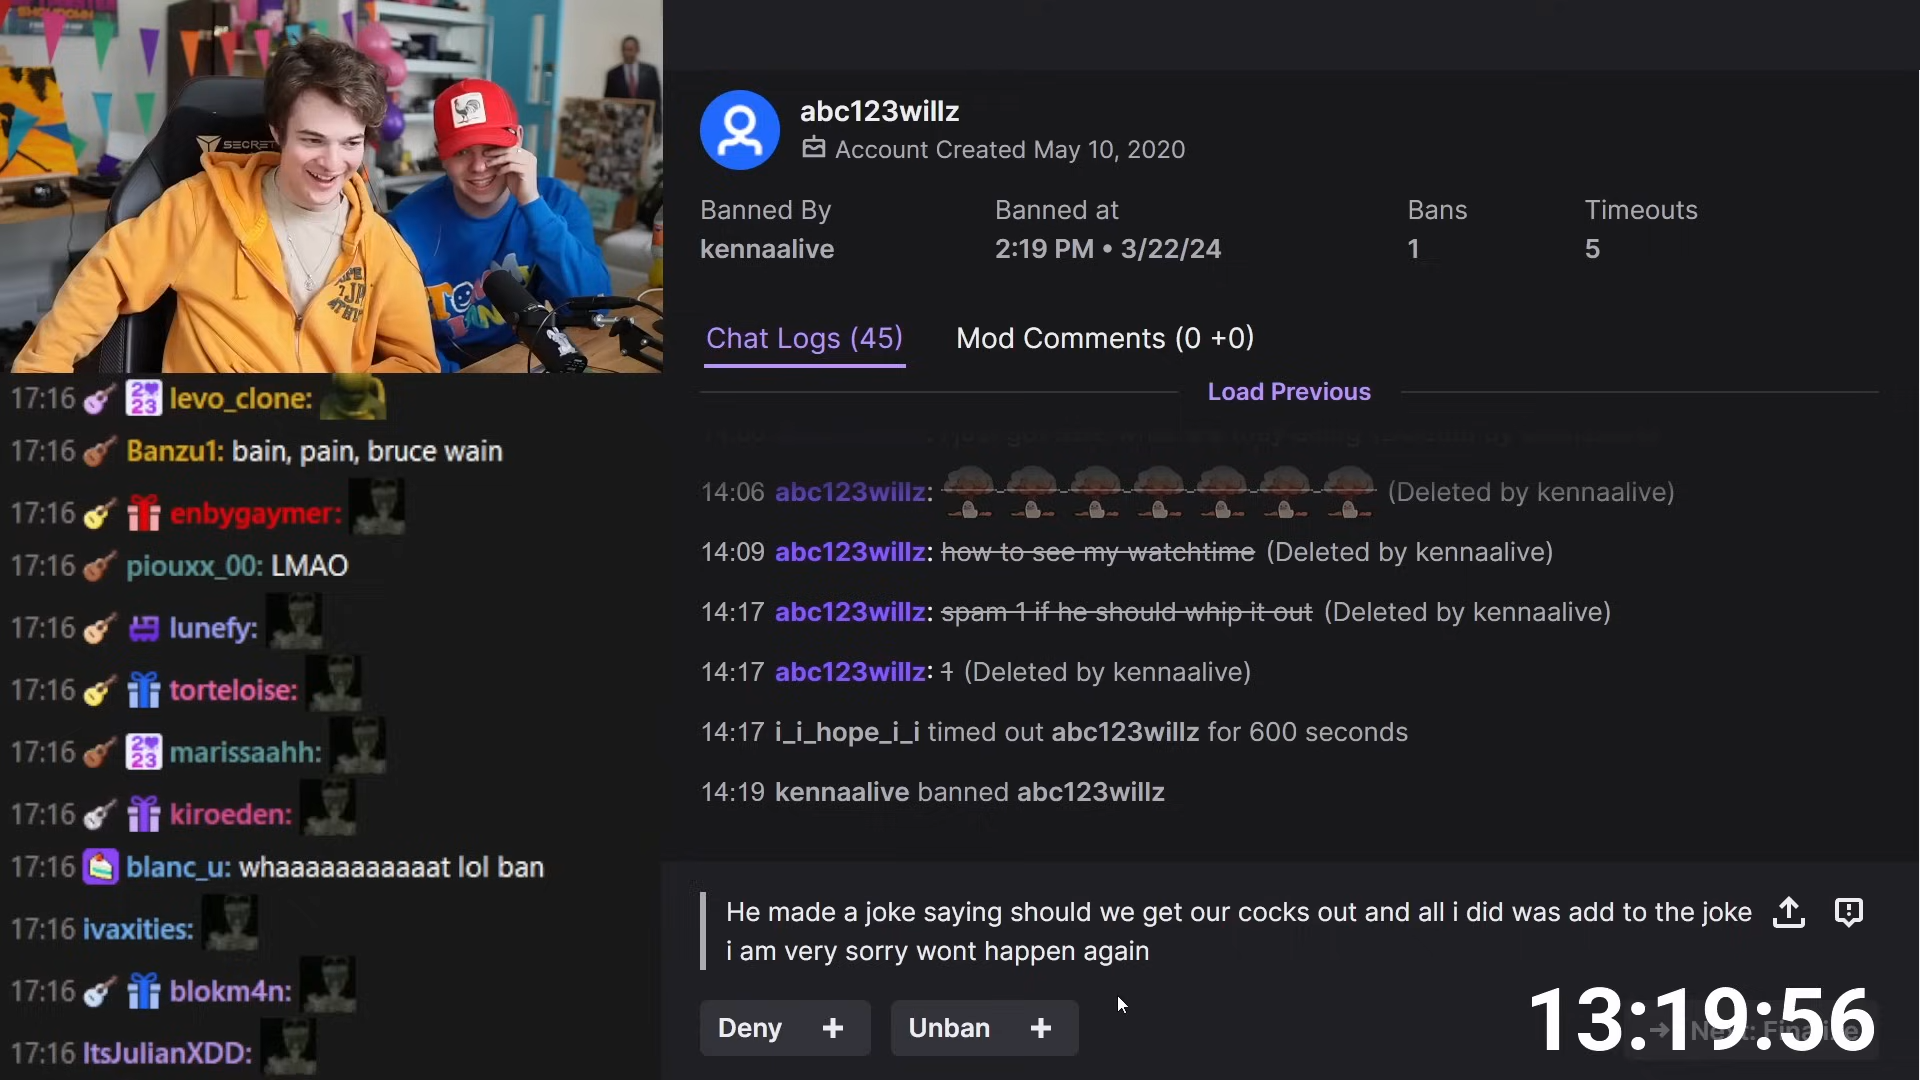 SECRET
17:16 levo_clone:
17:16 Banzu1: bain, pain, bruce wain
17:16 enbygaymer:
17:16 piouxx_00: LMAO
17:16 lunefy:
17:16 torteloise:
17:16 marissaahh:
17:16 kiroeden:
17:16 blanc_u: whaaaaaaaaaaat lol ban
17:16 ivaxities:
17:16 blokm4n:
17:16 ItsJulianXDD:
abc123willz
Account Created May 10, 2020
Banned By Banned at Bans Timeouts
kennaalive 2:19 PM • 3/22/24 1 5
Chat Logs (45) Mod Comments (0 +0)
Load Previous
14:06 abc123willz: (Deleted by kennaalive)
14:09 abc123willz: how to see my watchtime (Deleted by kennaalive)
14:17 abc123willz: spam 1 if he should whip it out (Deleted by kennaalive)
14:17 abc123willz: 1 (Deleted by kennaalive)
14:17 i_i_hope_i_i timed out abc123willz for 600 seconds
14:19 kennaalive banned abc123willz
He made a joke saying should we get our cocks out and all i did was add to the joke
i am very sorry wont happen again
Deny + Unban +
13:19:56